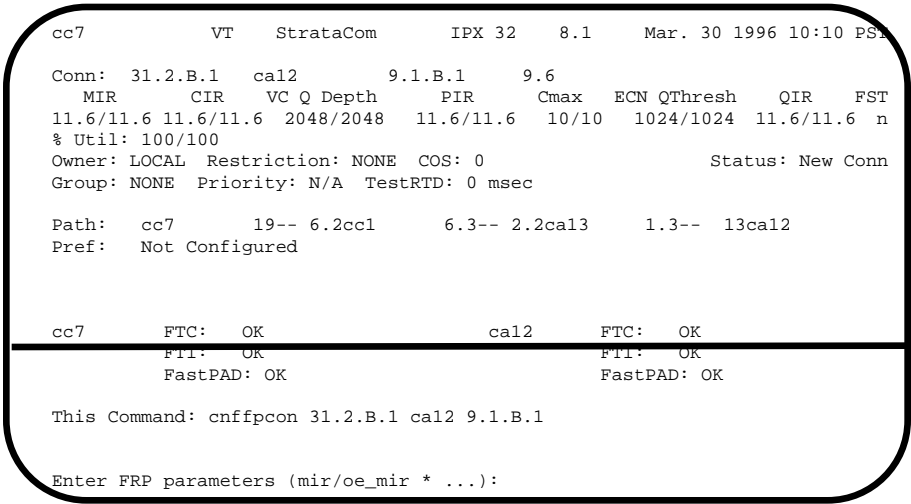 cc7 VT StrataCom IPX 32 8.1 Mar. 30 1996 10:10 PST
Conn: 31.2.B.1 ca12 9.1.B.1 9.6
MIR CIR VC Q Depth PIR Cmax ECN QThresh QIR FST
11.6/11.6 11.6/11.6 2048/2048 11.6/11.6 10/10 1024/1024 11.6/11.6 n
% Util: 100/100
Owner: LOCAL Restriction: NONE COS: 0 Status: New Conn
Group: NONE Priority: N/A TestRTD: 0 msec
Path: cc7 19-- 6.2cc1 6.3-- 2.2ca13 1.3-- 13ca12
Pref: Not Configured
cc7 FTC: OK ca12 FTC: OK
FTI: OK FTI: OK
FastPAD: OK FastPAD: OK
This Command: cnffpcon 31.2.B.1 ca12 9.1.B.1
Enter FRP parameters (mir/oe_mir * ...):